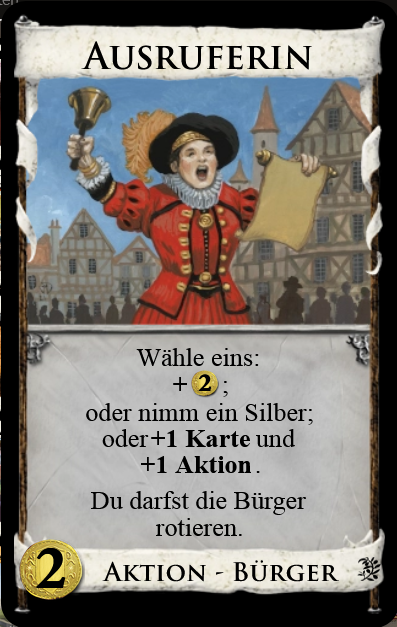 AUSRUFERIN
Wähle eins:
+2;
oder nimm ein Silber;
oder+1 Karte und
+1 Aktion.
Du darfst die Bürger
rotieren.
2 AKTION - BÜRGER